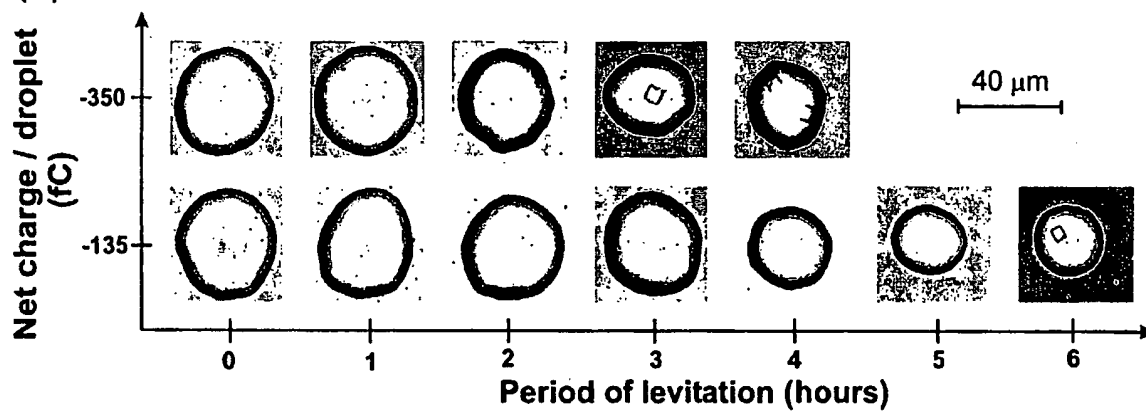 Net charge / droplet
(fC)
-350
-135
40 µm
0 1 2 3 4 5 6
Period of levitation (hours)